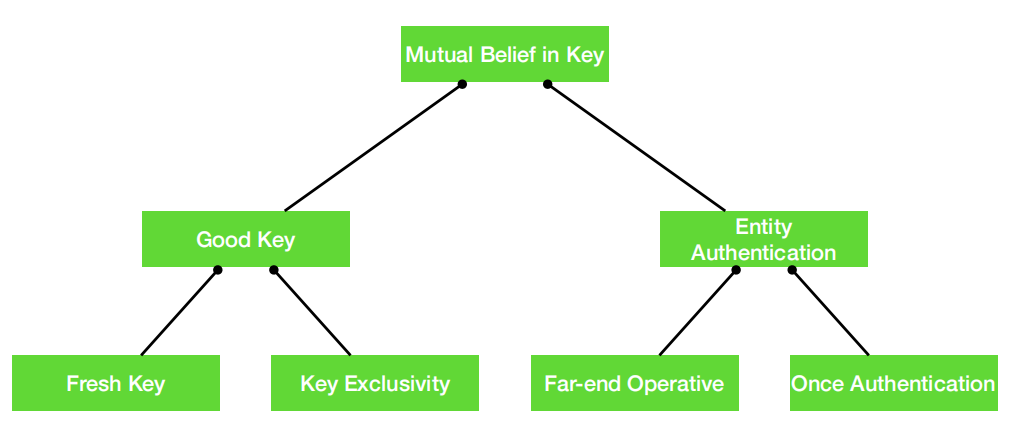 Mutual Belief in Key
Good Key
Entity
Authentication
Fresh Key
Key Exclusivity
Far-end Operative
Once Authentication